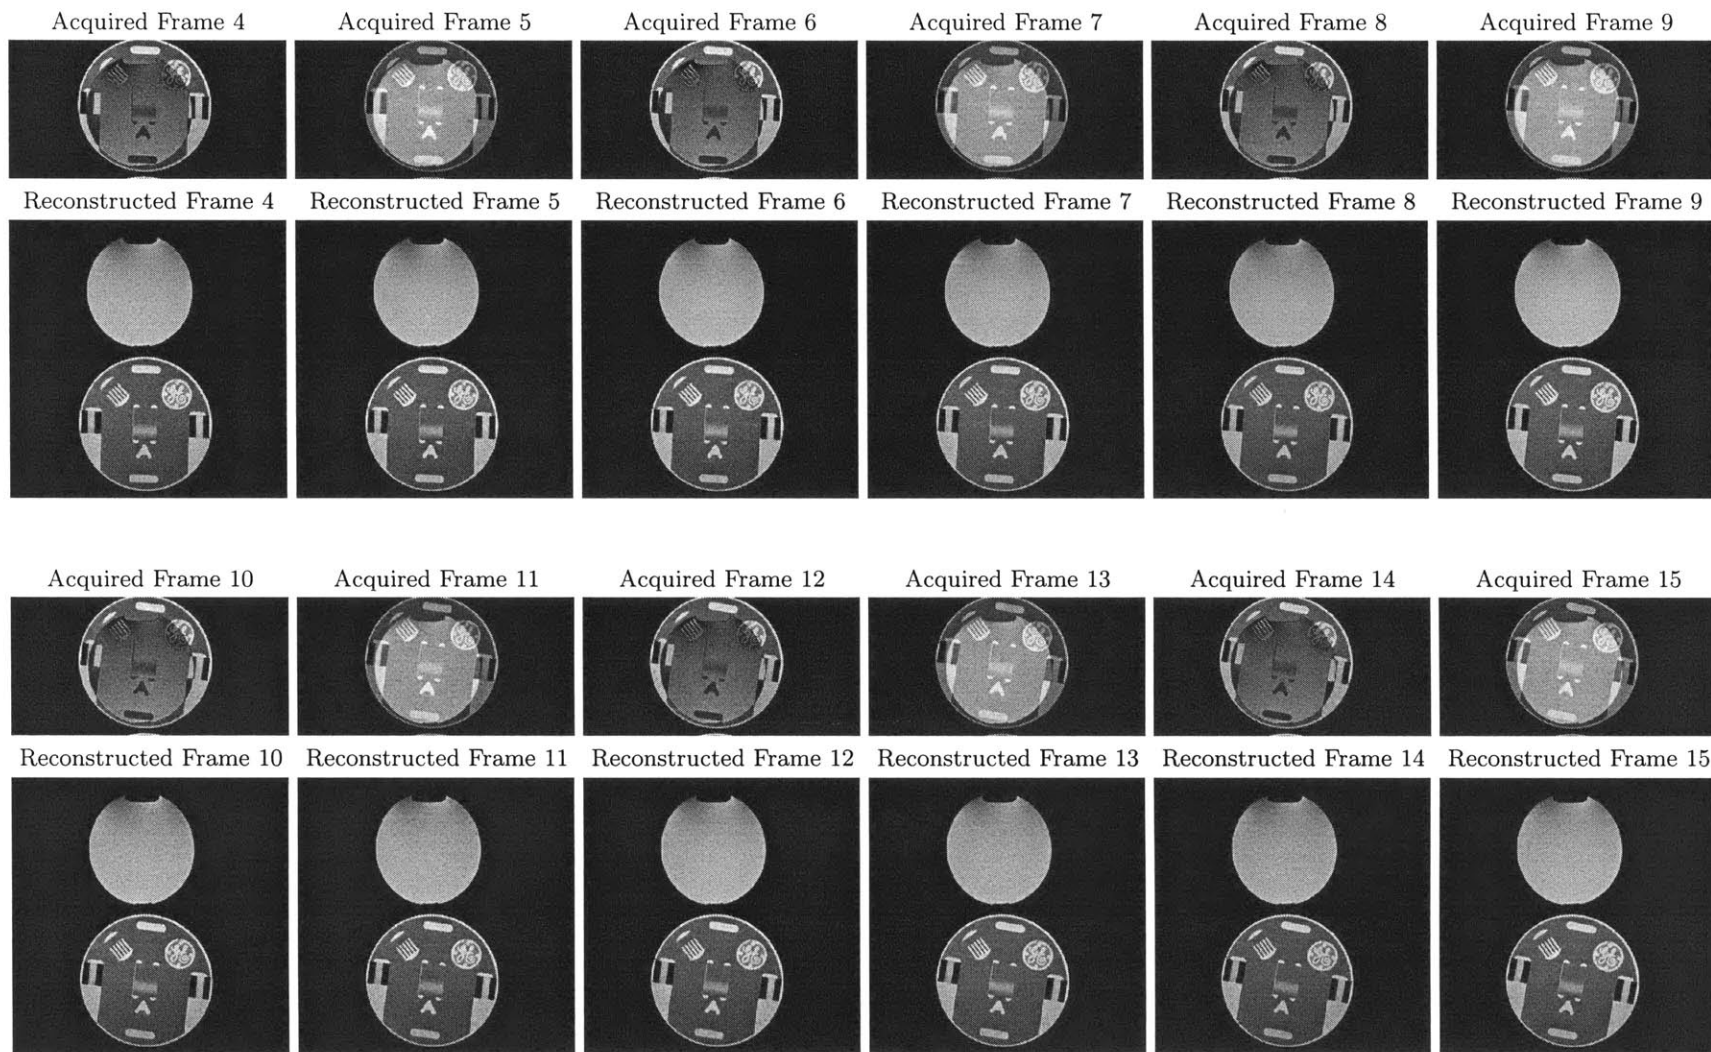 Acquired Frame 4 Acquired Frame 5 Acquired Frame 6 Acquired Frame 7 Acquired Frame 8 Acquired Frame 9
Reconstructed Frame 4 Reconstructed Frame 5 Reconstructed Frame 6 Reconstructed Frame 7 Reconstructed Frame 8 Reconstructed Frame 9
Acquired Frame 10 Acquired Frame 11 Acquired Frame 12 Acquired Frame 13 Acquired Frame 14 Acquired Frame 15
Reconstructed Frame 10 Reconstructed Frame 11 Reconstructed Frame 12 Reconstructed Frame 13 Reconstructed Frame 14 Reconstructed Frame 15